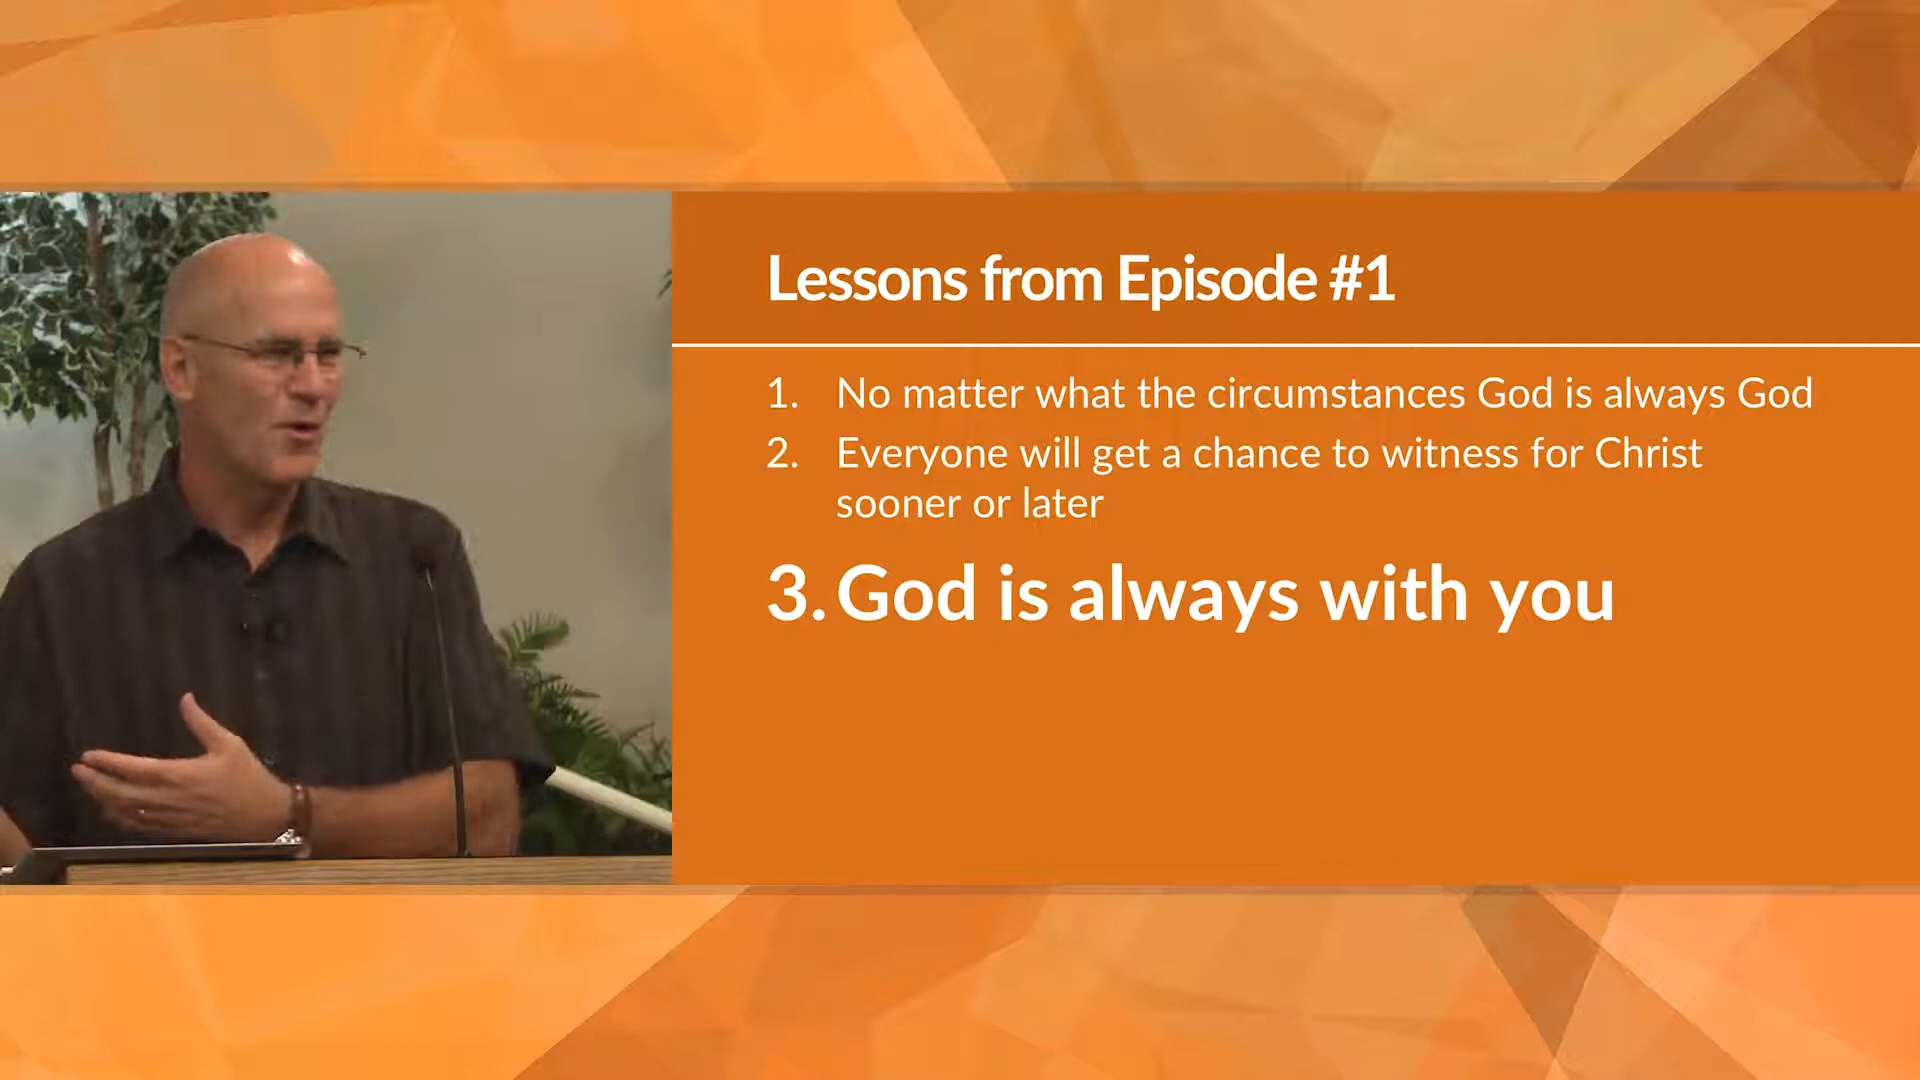 Lessons from Episode #1
1. No matter what the circumstances God is always God
2. Everyone will get a chance to witness for Christ
sooner or later
3. God is always with you